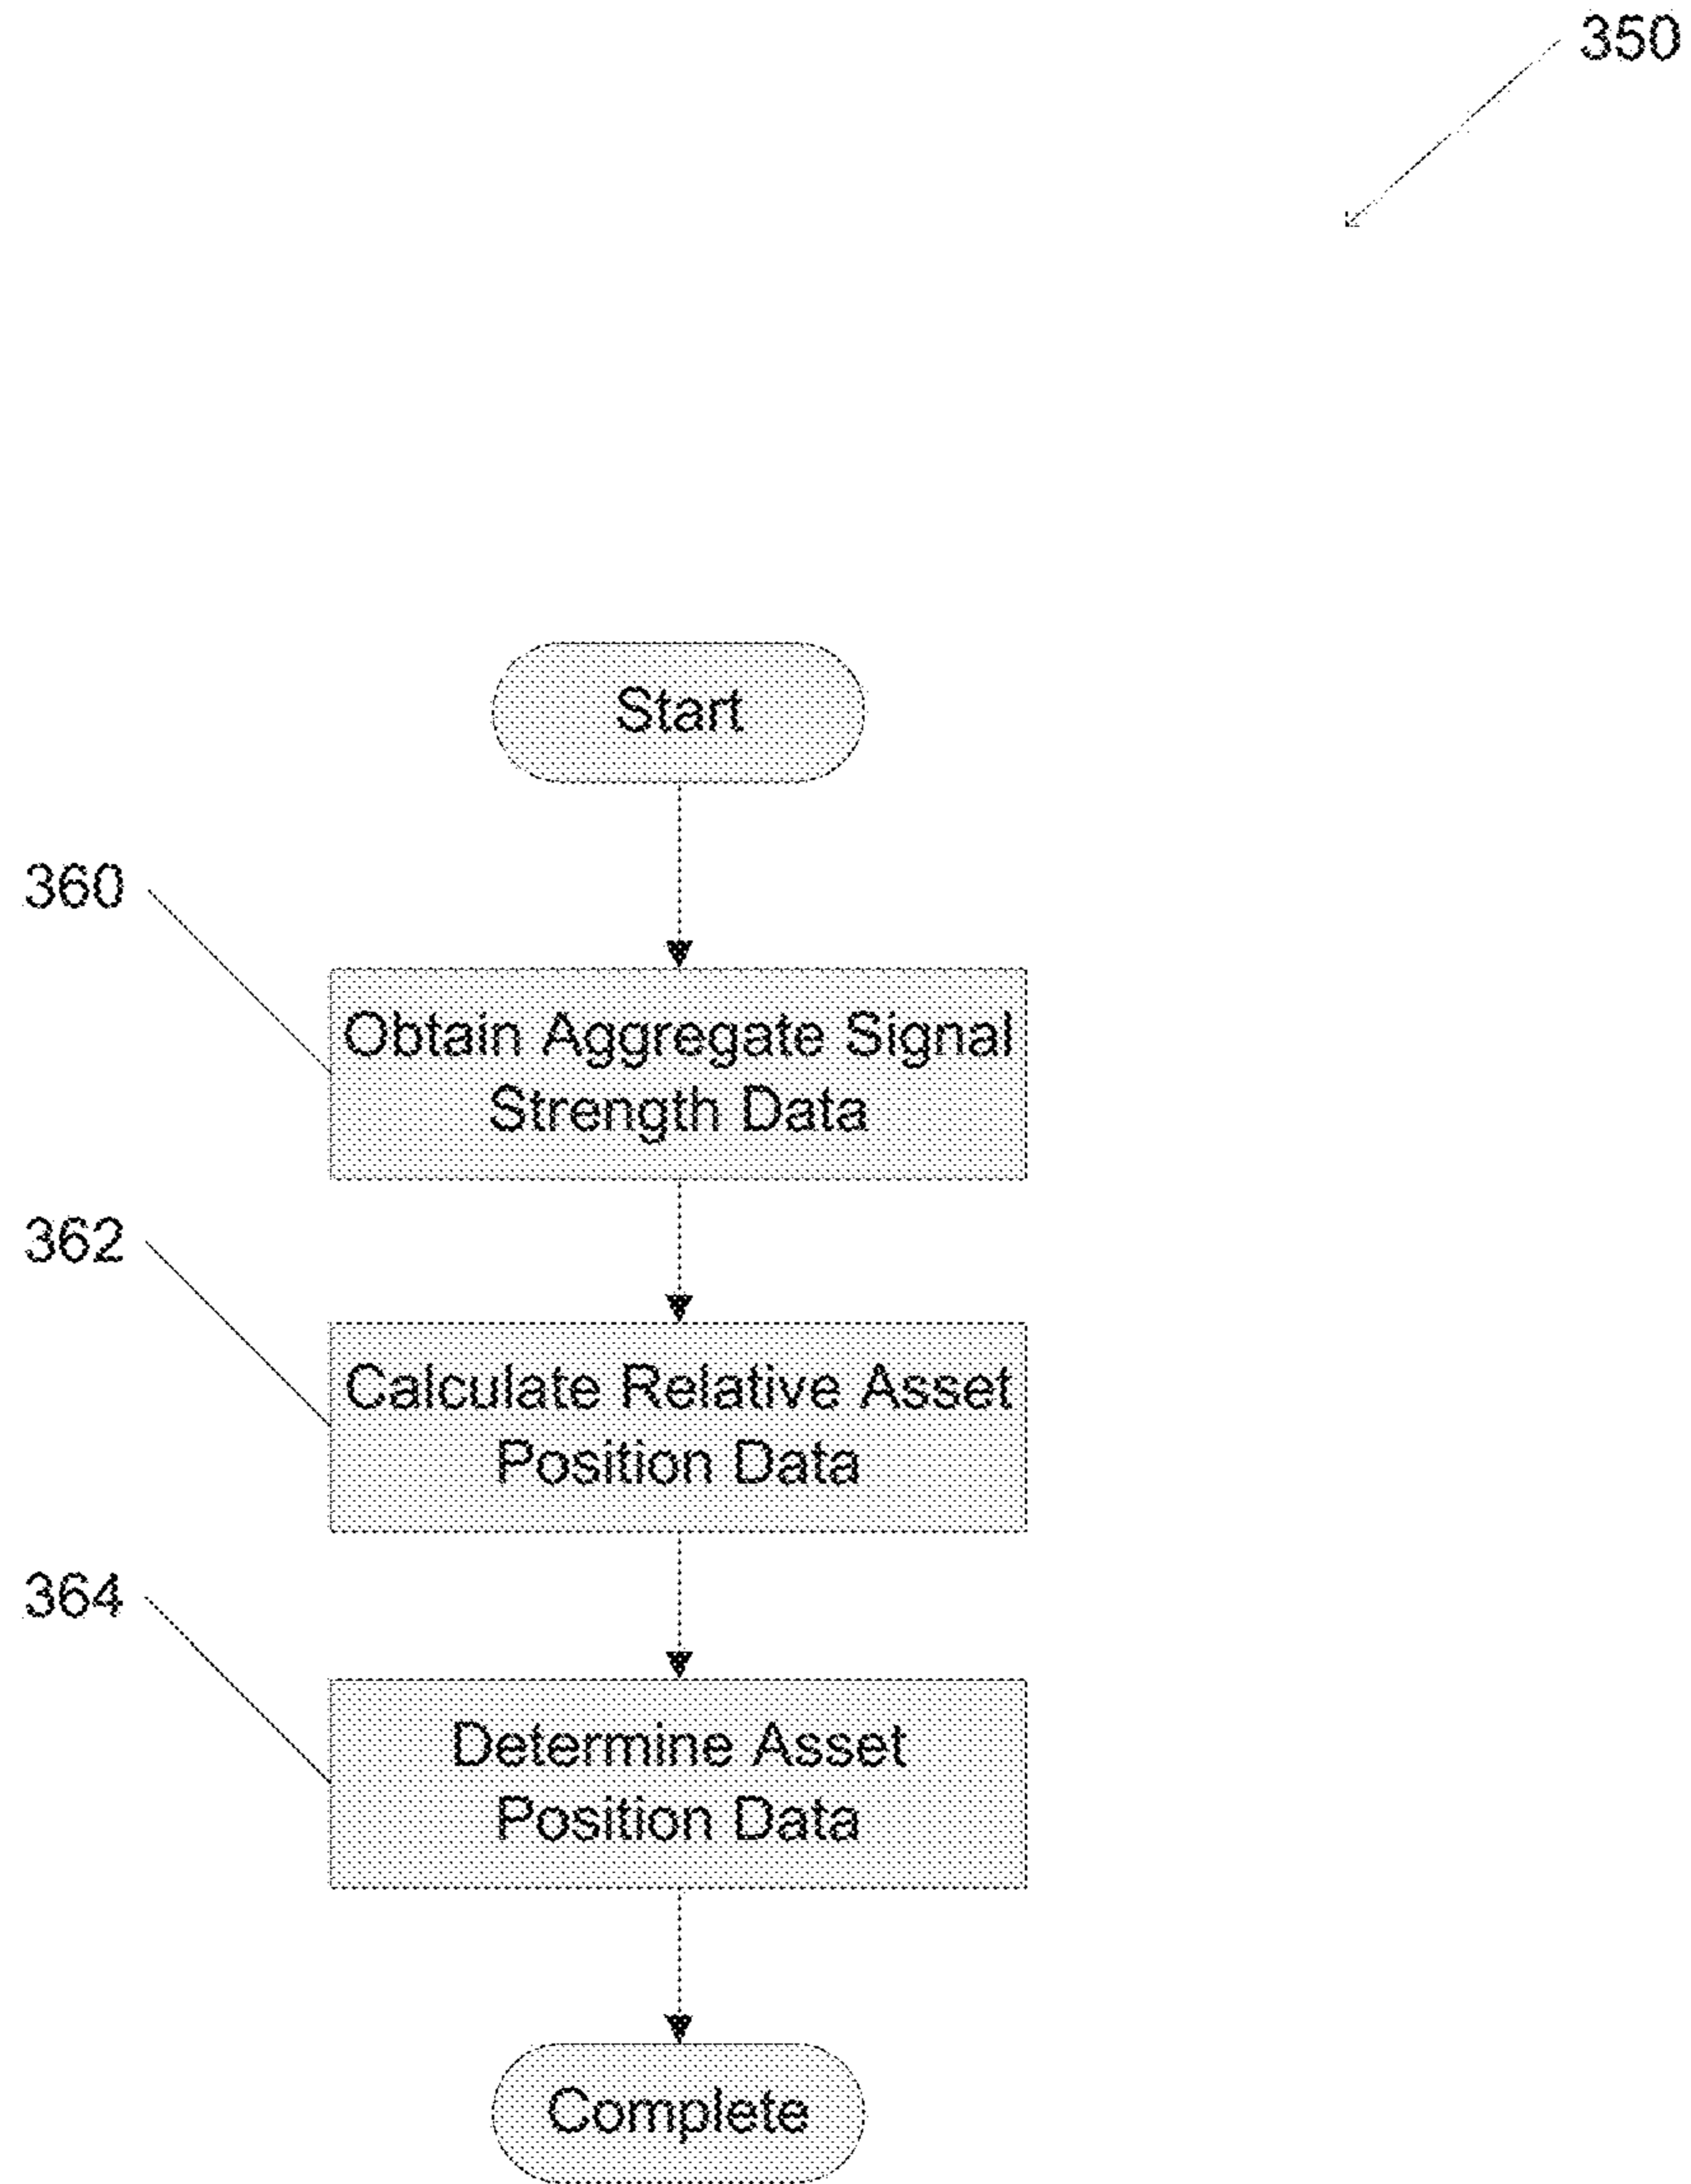 350
Start
360
Obtain Aggregate Signal
Strength Data
362
Calculate Relative Asset
Position Data
364
Determine Asset
Position Data
Complete